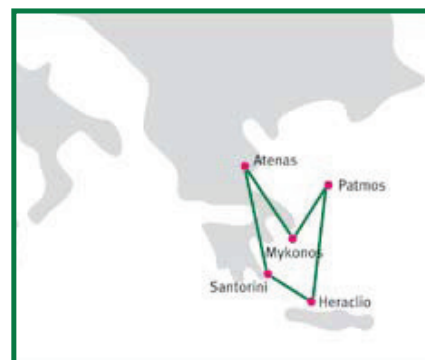 Atenas
Patmos
Mykonos
Santorini
Heraclio